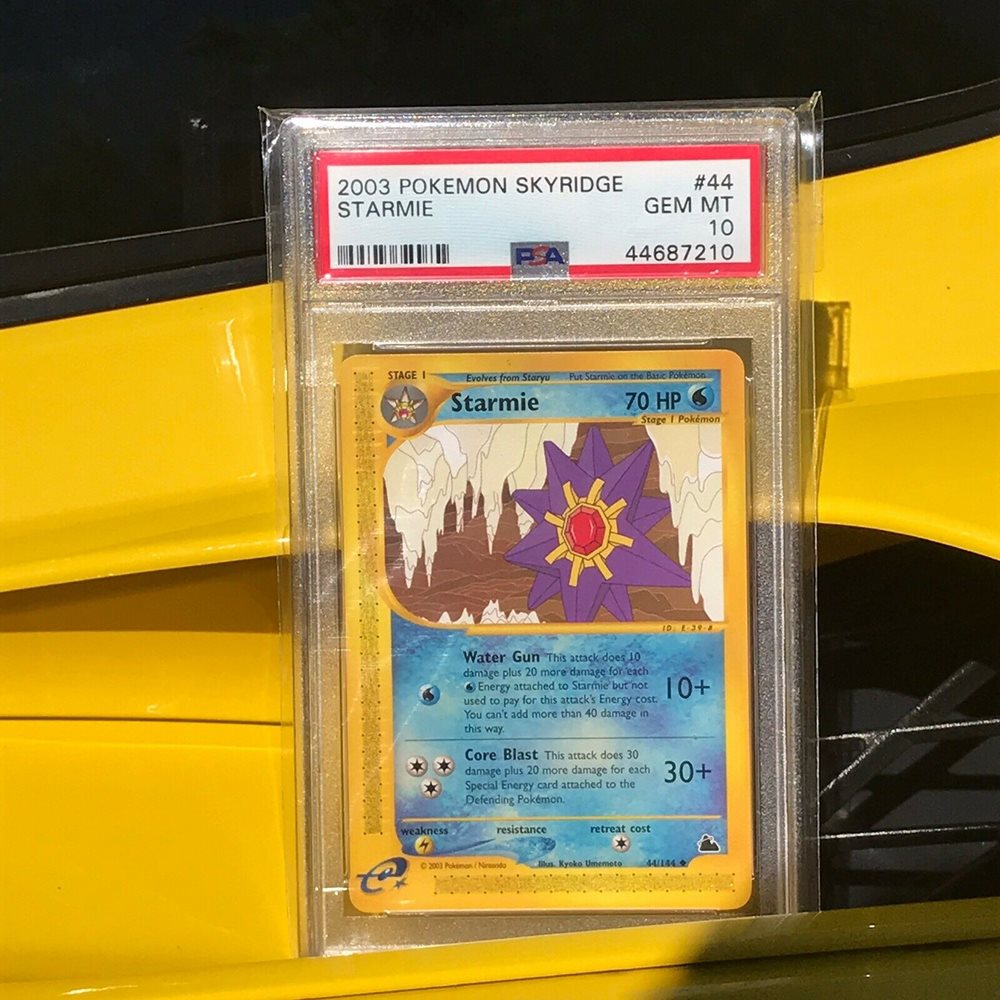 2003 POKEMON SKYRIDGE #44
STARMIE GEM MT
10
PSA 44687210
STAGE 1 Evolves from Staryu Put Starmie on the Basic Pokémon
Starmie 70 HP
Stage 1 Pokémon
ID: E-39-#
Water Gun This attack does 10
damage plus 20 more damage for each
Energy attached to Starmie but not
used to pay for this attack's Energy cost.
You can't add more than 40 damage in
this way.
10+
Core Blast This attack does 30
damage plus 20 more damage for each
Special Energy card attached to the
Defending Pokémon.
30+
weakness resistance retreat cost
© 2003 Pokémon / Nintendo Illus. Kyoko Umemoto 44/144
e